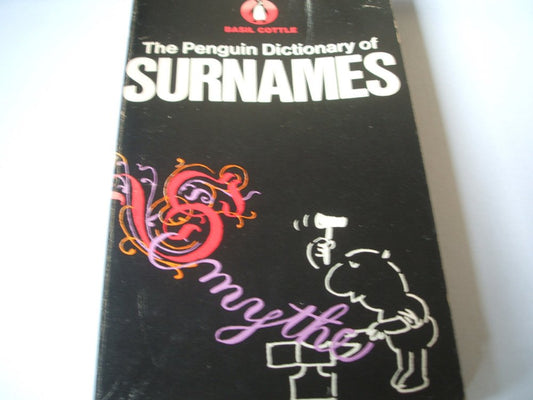 BASIL COTTLE
The Penguin Dictionary of
SURNAMES
Smythe